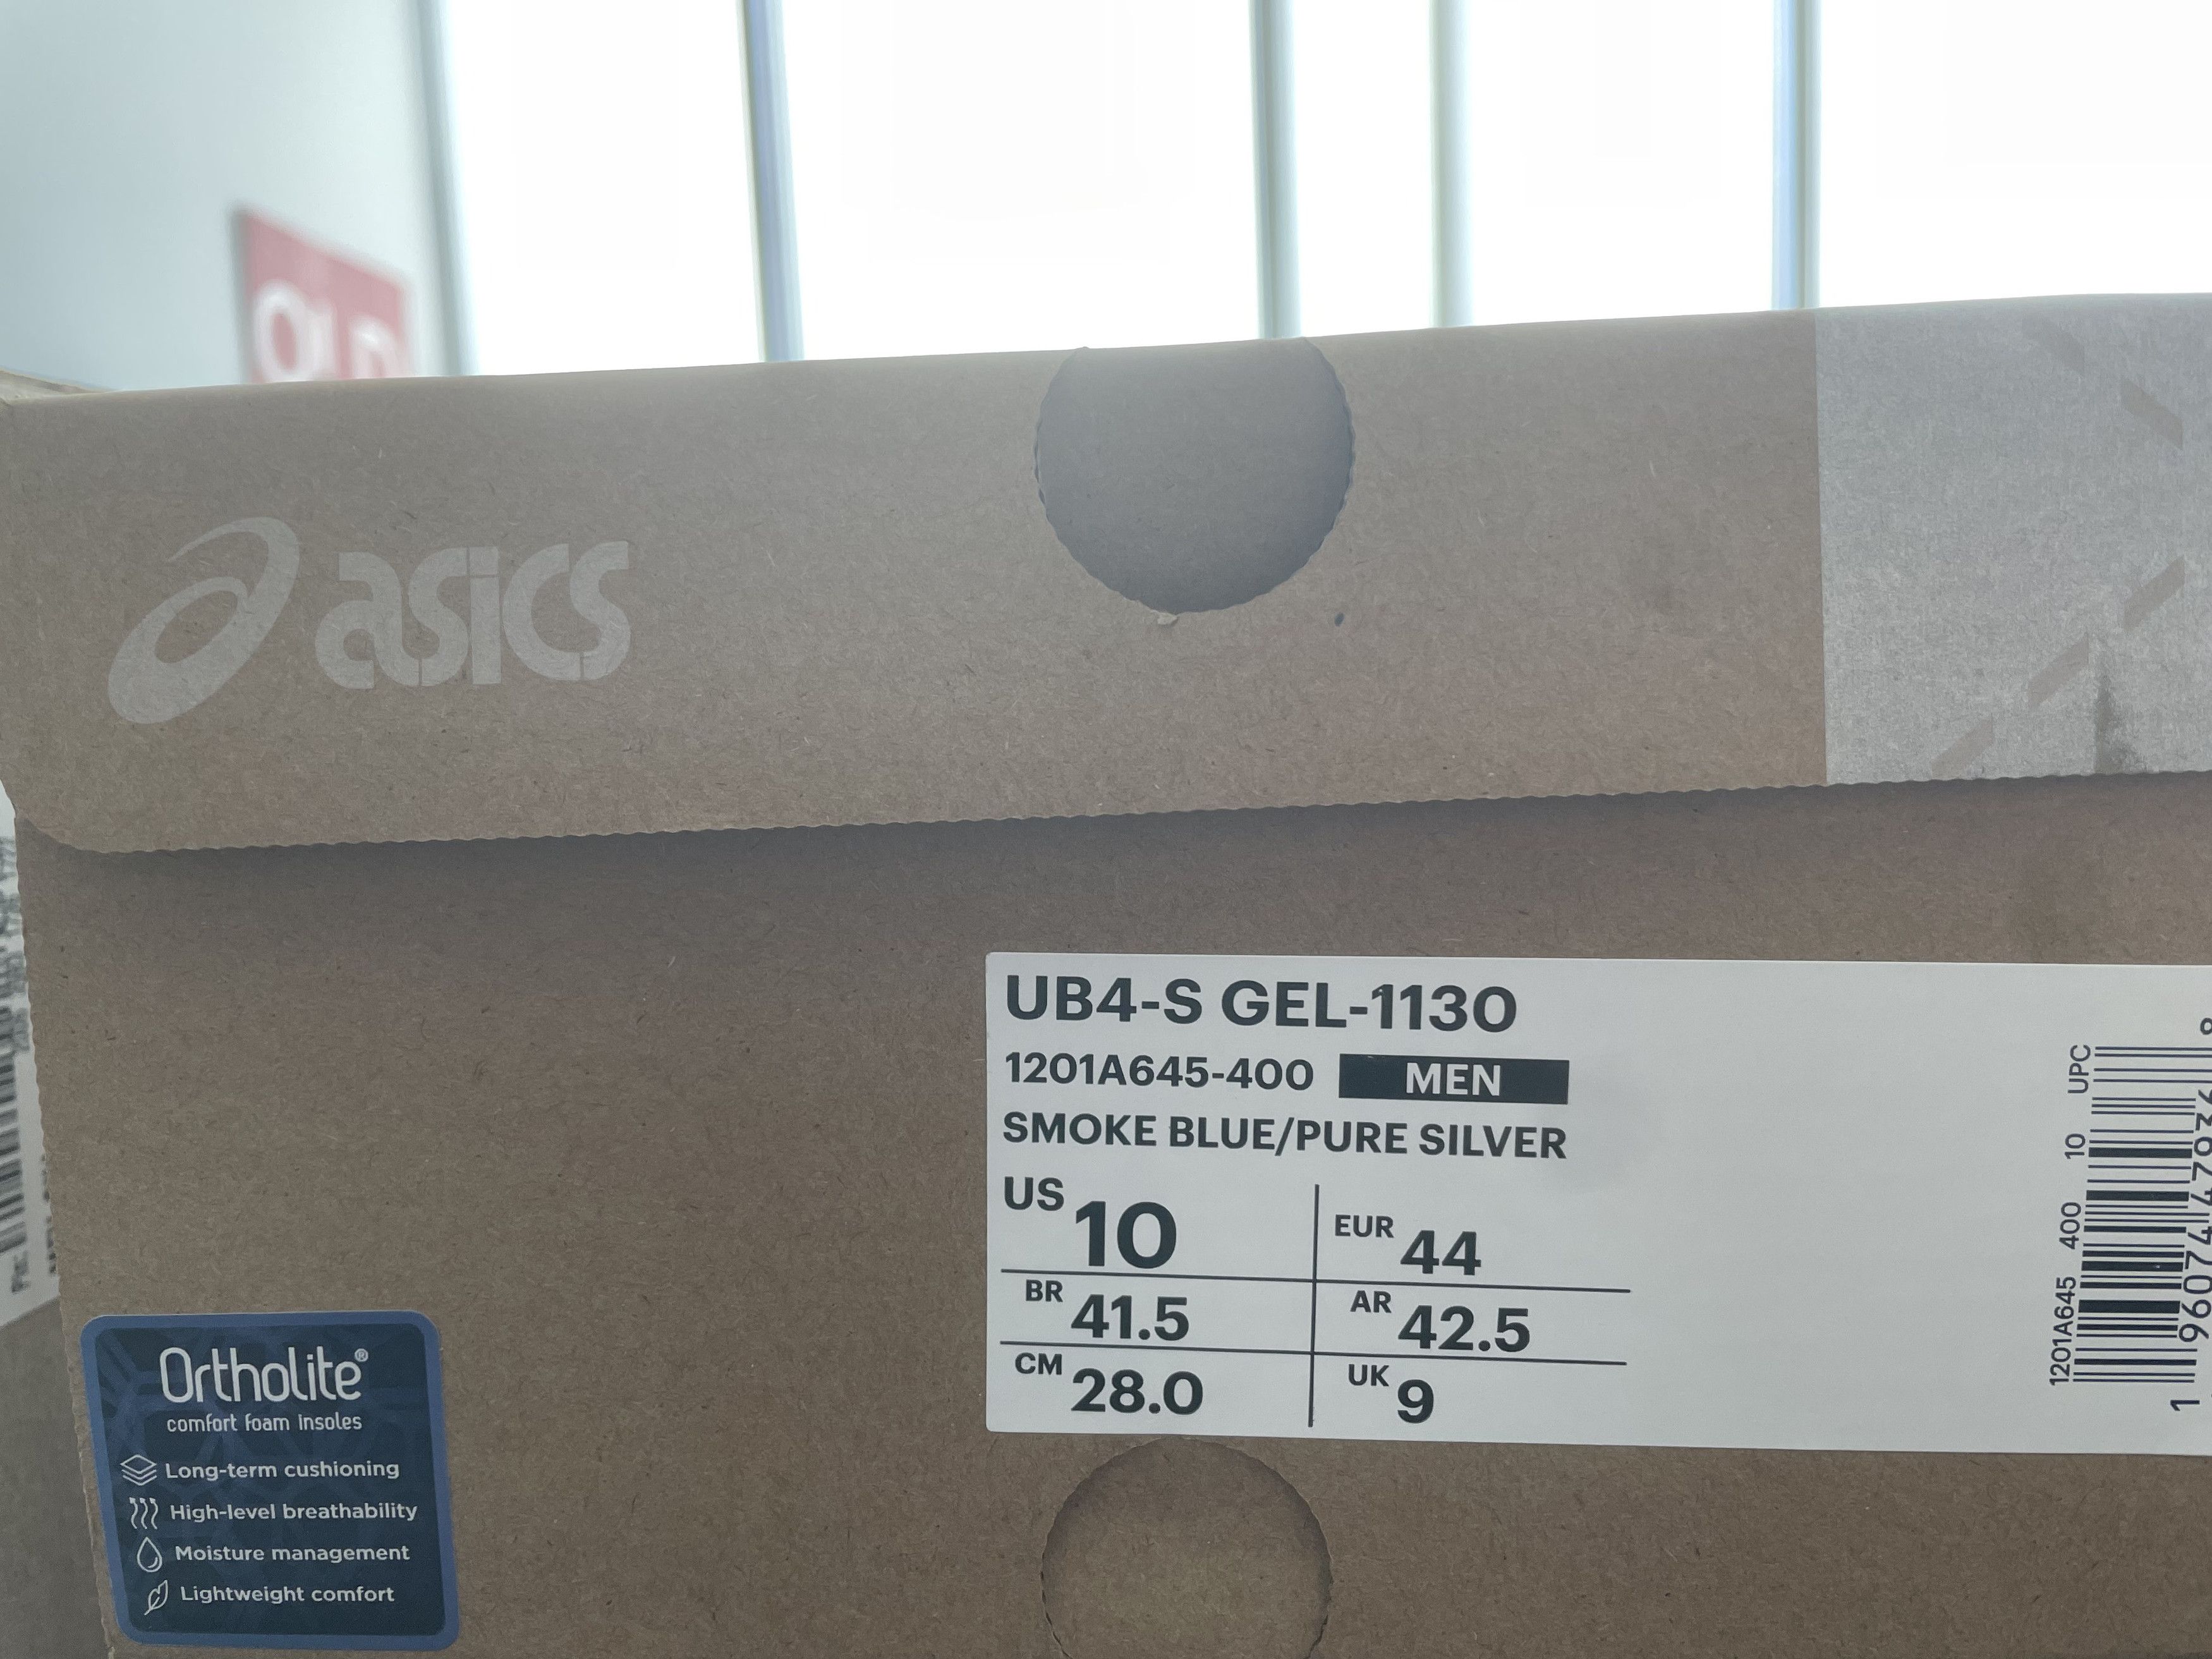 asics
UB4-S GEL-1130
1201A645-400 MEN
SMOKE BLUE/PURE SILVER
US 10 EUR 44
BR 41.5 AR 42.5
CM 28.0 UK 9
1201A645 400 10 UPC
Ortholite®
comfort foam insoles
Long-term cushioning
High-level breathability
Moisture management
Lightweight comfort